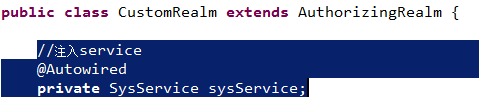 public class CustomRealm extends AuthorizingRealm {
//注入service
@Autowired
private SysService sysService;